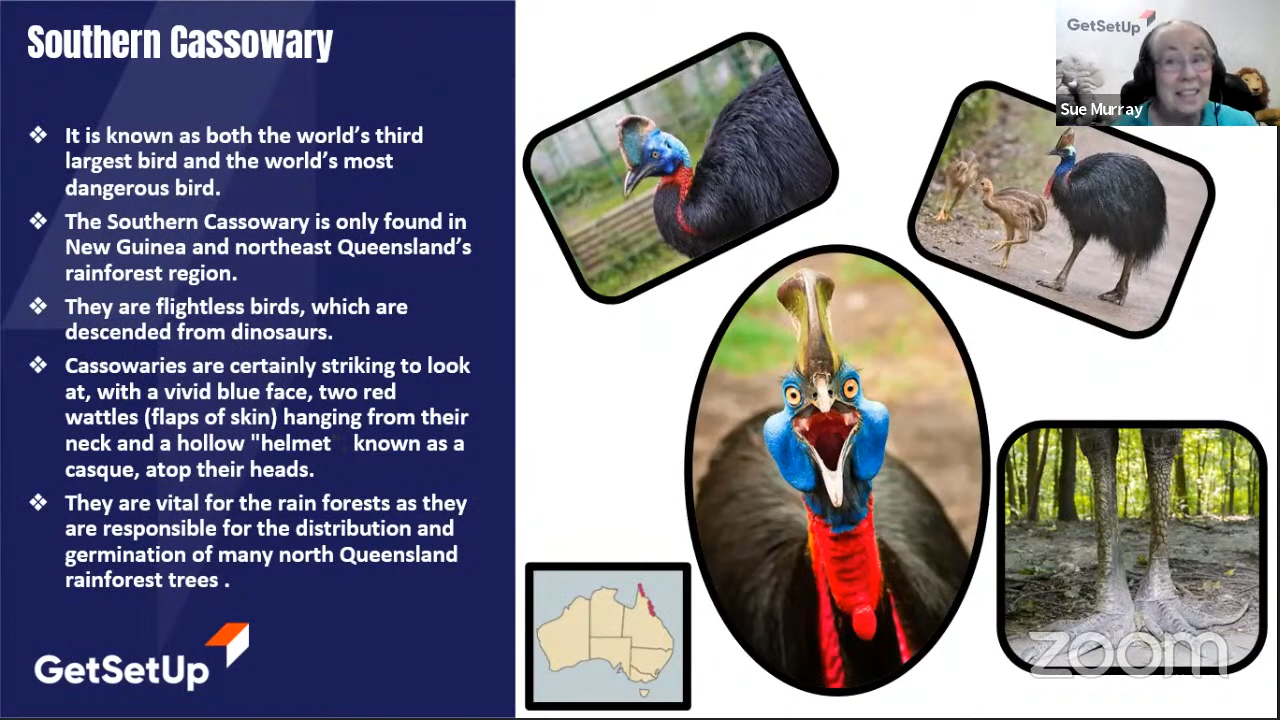 Southern Cassowary
❖ It is known as both the world's third
largest bird and the world's most
dangerous bird.
❖ The Southern Cassowary is only found in
New Guinea and northeast Queensland's
rainforest region.
❖ They are flightless birds, which are
descended from dinosaurs.
❖ Cassowaries are certainly striking to look
at, with a vivid blue face, two red
wattles (flaps of skin) hanging from their
neck and a hollow "helmet known as a
casque, atop their heads.
❖ They are vital for the rain forests as they
are responsible for the distribution and
germination of many north Queensland
rainforest trees .
GetSetUp
GetSetUp
Sue Murray
zoom